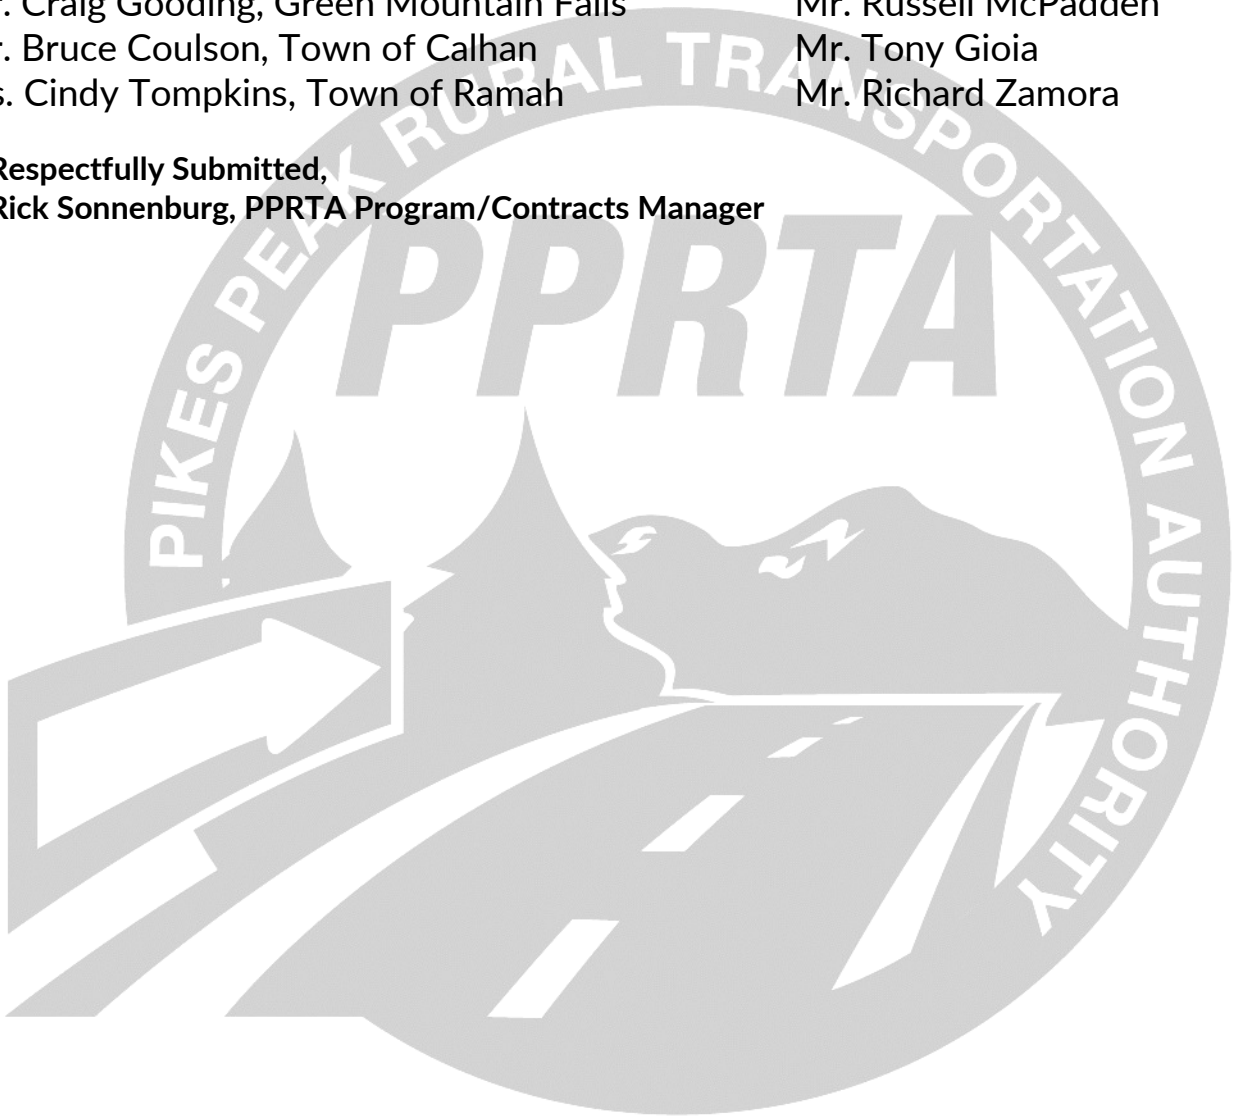 r. Craig Gooding, Green Mountain Falls
Mr. Russell McPadden
r. Bruce Coulson, Town of Calhan
Mr. Tony Gioia
s. Cindy Tompkins, Town of Ramah
Mr. Richard Zamora
Respectfully Submitted,
Rick Sonnenburg, PPRTA Program/Contracts Manager
PIKES PEAK RURAL TRANSPORTATION AUTHORITY
PPRTA